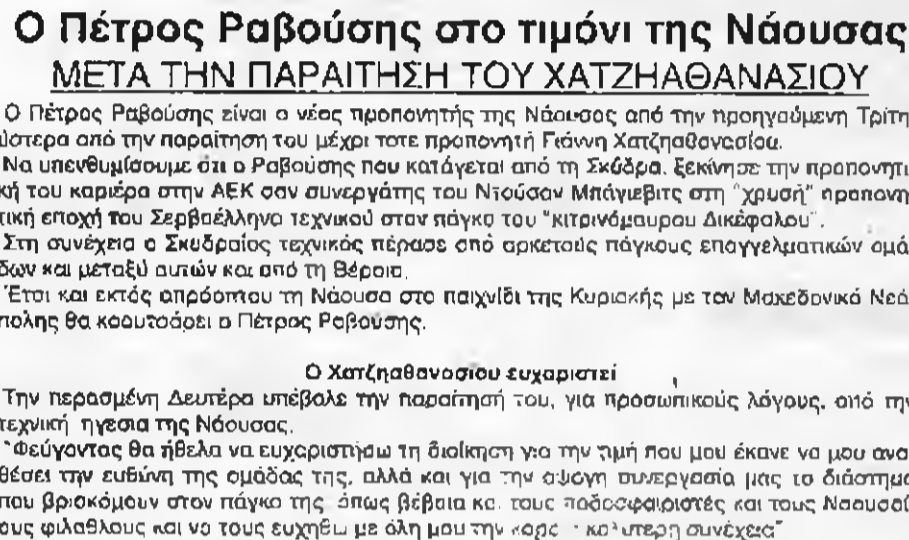 Ο Πέτρος Ραβούσης στο τιμόνι της Νάουσας
ΜΕΤΑ ΤΗΝ ΠΑΡΑΙΤΗΣΗ ΤΟΥ ΧΑΤΖΗΑΘΑΝΑΣΙΟΥ
Ο Πέτρος Ραβούσης είναι ο νέος προπονητής της Νάουσας από την προηγούμενη Τρίτη
ύστερα από την παραίτηση του μέχρι τοτε προπονητή Γιάννη Χατζηαθανασίου.
Να υπενθυμίσουμε ότι ο Ραβούσης που κατάγεται από τη Σκύδρα, ξεκίνησε την προπονητι
κή του καριέρα στην ΑΕΚ σαν συνεργάτης του Ντούσαν Μπάγιεβιτς στη "χρυσή" προπονη
τική εποχή του Σερβοέλληνα τεχνικού στον πάγκο του "κιτρινόμαυρου Δικέφαλου".
Στη συνέχεια ο Σκυδραίος τεχνικός πέρασε από αρκετούς πάγκους επαγγελματικών ομά
δων και μεταξύ αυτών και από τη Βέροια.
Έτσι και εκτός απρόοπτου τη Νάουσα στο παιχνίδι της Κυριακής με τον Μακεδονικό Νεά
πολης θα κοουτσάρει ο Πέτρος Ραβούσης.
Ο Χατζηαθανασιου ευχαριστεί
Την περασμένη Δευτέρα υπέβαλε την παραίτησή του, για προσωπικούς λόγους, από την
τεχνική ηγεσια της Νάουσας.
"Φεύγοντας θα ήθελα να ευχαριστήσω τη διοίκηση για την τιμή που μου έκανε να μου ανα
θέσει την ευθύνη της ομάδας της, αλλά και για την άψογη συνεργασία μας το διάστημα
που βρισκόμουν στον πάγκο της, όπως βέβαια κα. τους ποδοσφαιριστές και τους Ναουσαί
ους φιλαθλους και να τους ευχηθώ με όλη μου την καρδ καλυτερη συνέχεια"